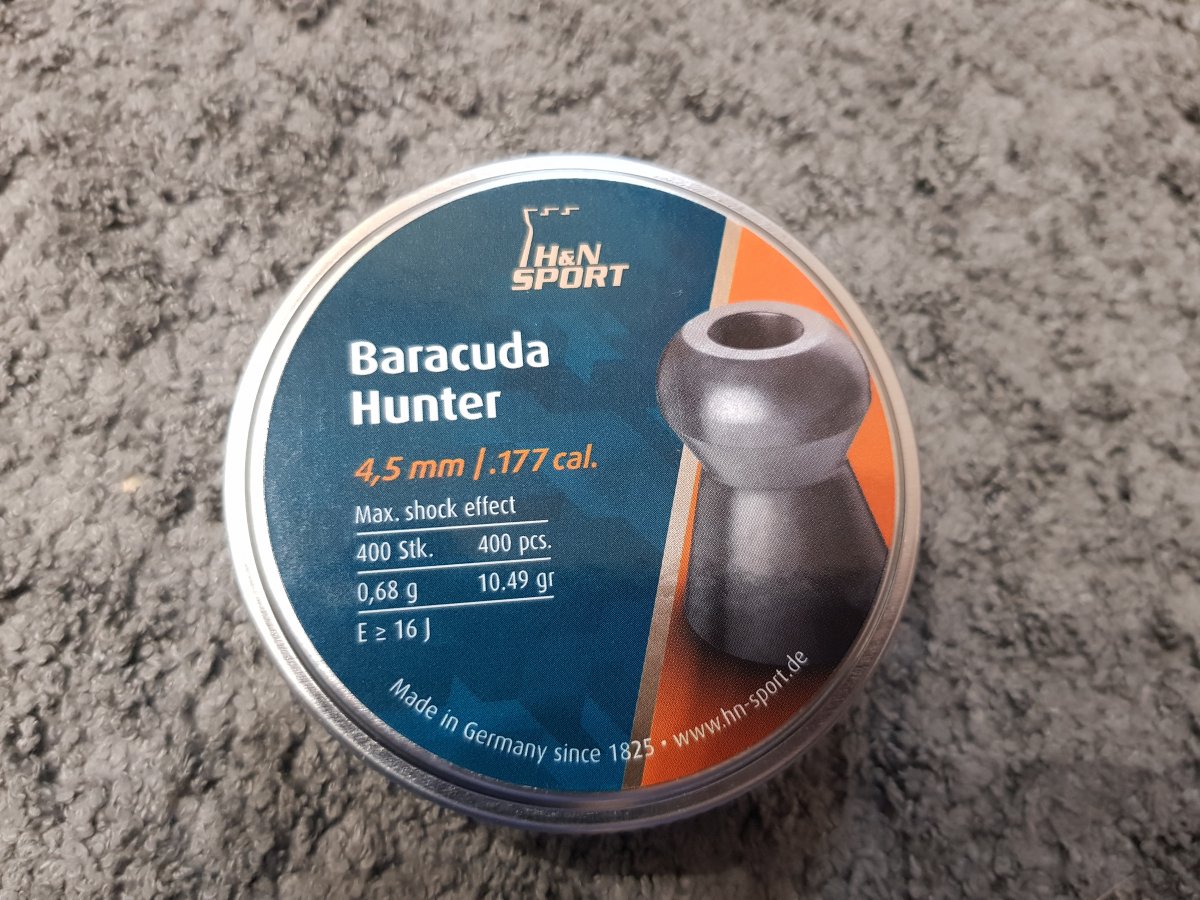 H&N
SPORT
Baracuda
Hunter
4,5 mm / .177 cal.
Max. shock effect
400 Stk. 400 pcs.
0,68 g 10.49 gr
E ≥ 16 J
Made in Germany since 1825 • www.hn-sport.de